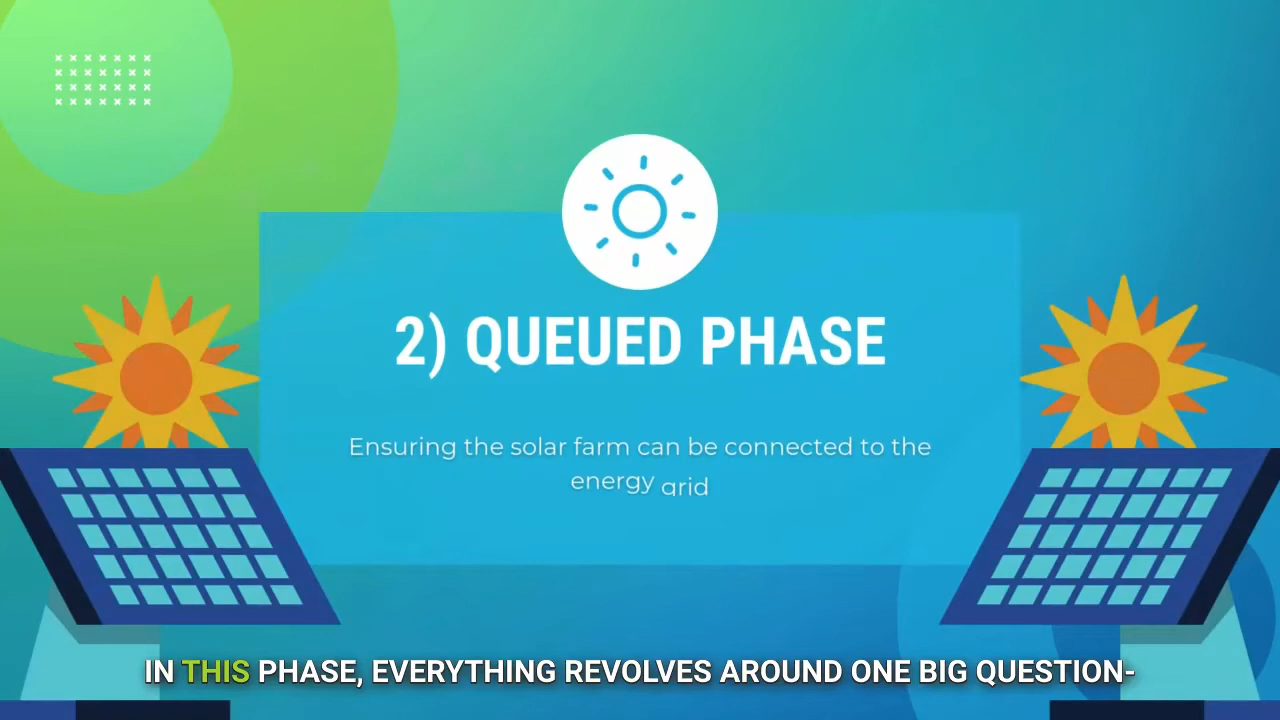 2) QUEUED PHASE
Ensuring the solar farm can be connected to the
energy grid
IN THIS PHASE, EVERYTHING REVOLVES AROUND ONE BIG QUESTION-